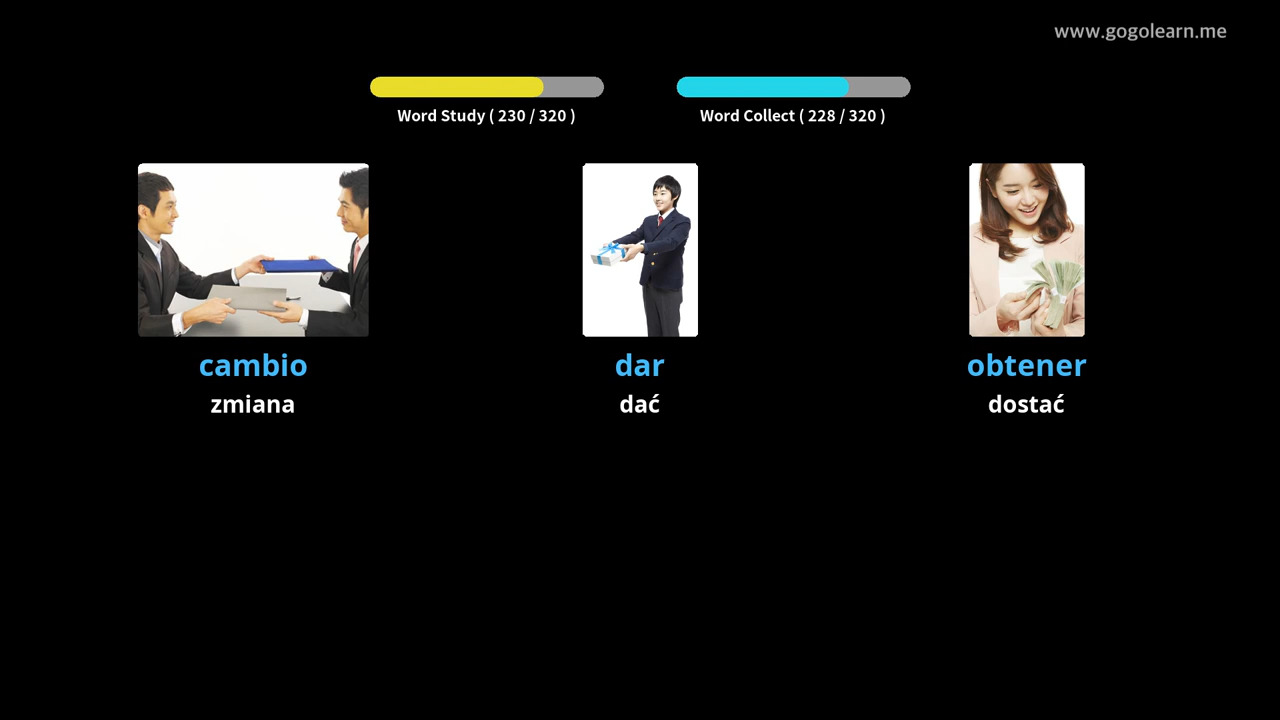 www.gogolearn.me
Word Study ( 230 / 320 )
Word Collect ( 228 / 320 )
cambio
dar
obtener
zmiana
dać
dostać